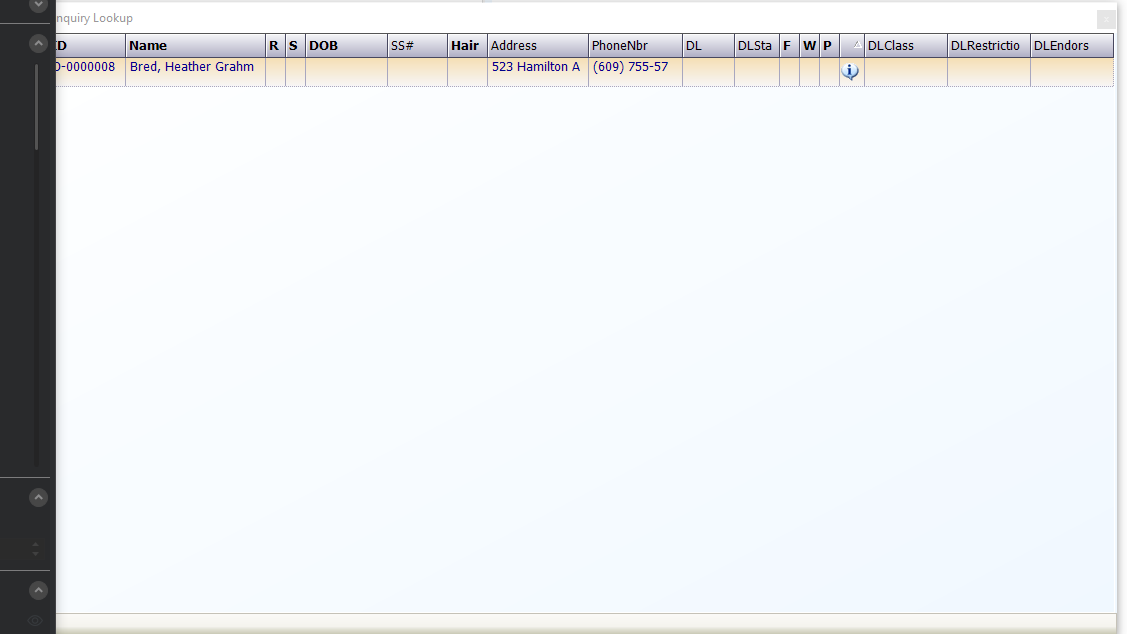 nquiry Lookup
ID Name R S DOB SS# Hair Address PhoneNbr DL DLSta F W P DLClass DLRestrictio DLEndors
0-0000008 Bred, Heather Grahm 523 Hamilton A (609) 755-57